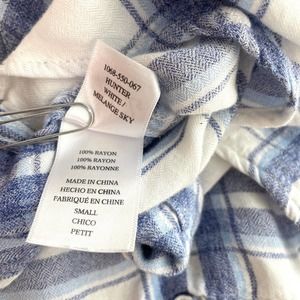 1068-550-067
HUNTER
WHITE/
MELANGE SKY
100% RAYON
100% RAYON
100% RAYONNE
MADE IN CHINA
HECHO EN CHINA
FABRIQUÉ EN CHINE
SMALL
CHICO
PETIT